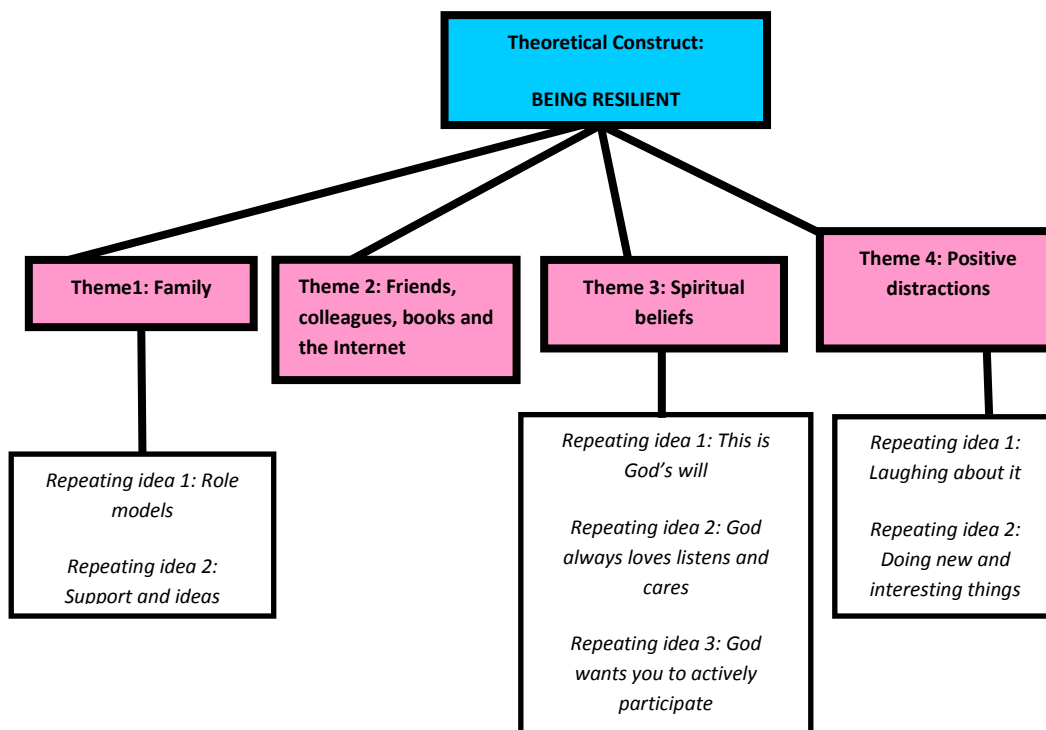 Theoretical Construct:
BEING RESILIENT
Theme1: Family
Theme 2: Friends,
colleagues, books and
the Internet
Theme 3: Spiritual
beliefs
Theme 4: Positive
distractions
Repeating idea 1: Role
models
Repeating idea 2:
Support and ideas
Repeating idea 1: This is
God’s will
Repeating idea 2: God
always loves listens and
cares
Repeating idea 3: God
wants you to actively
participate
Repeating idea 1:
Laughing about it
Repeating idea 2:
Doing new and
interesting things